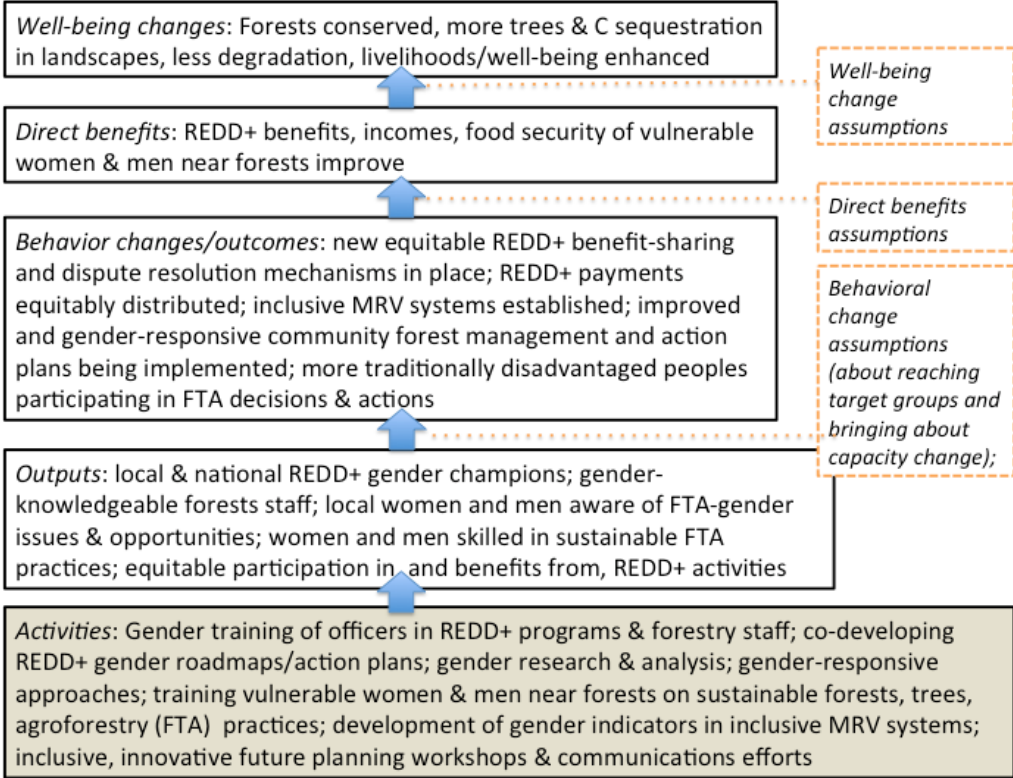 Well-being changes: Forests conserved, more trees & C sequestration
in landscapes, less degradation, livelihoods/well-being enhanced
Well-being
change
assumptions
Direct benefits: REDD+ benefits, incomes, food security of vulnerable
women & men near forests improve
Direct benefits
assumptions
Behavior changes/outcomes: new equitable REDD+ benefit-sharing
and dispute resolution mechanisms in place; REDD+ payments
equitably distributed; inclusive MRV systems established; improved
and gender-responsive community forest management and action
plans being implemented; more traditionally disadvantaged peoples
participating in FTA decisions & actions
Behavioral
change
assumptions
(about reaching
target groups and
bringing about
capacity change);
Outputs: local & national REDD+ gender champions; gender-
knowledgeable forests staff; local women and men aware of FTA-gender
issues & opportunities; women and men skilled in sustainable FTA
practices; equitable participation in, and benefits from, REDD+ activities
Activities: Gender training of officers in REDD+ programs & forestry staff; co-developing
REDD+ gender roadmaps/action plans; gender research & analysis; gender-responsive
approaches; training vulnerable women & men near forests on sustainable forests, trees,
agroforestry (FTA) practices; development of gender indicators in inclusive MRV systems;
inclusive, innovative future planning workshops & communications efforts